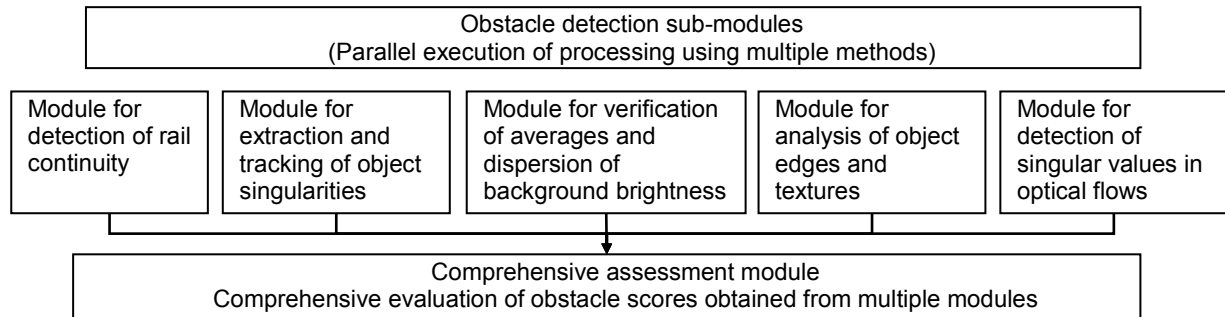 Obstacle detection sub-modules
(Parallel execution of processing using multiple methods)
Module for
detection of rail
continuity
Module for
extraction and
tracking of object
singularities
Module for verification
of averages and
dispersion of
background brightness
Module for
analysis of object
edges and
textures
Module for
detection of
singular values in
optical flows
Comprehensive assessment module
Comprehensive evaluation of obstacle scores obtained from multiple modules